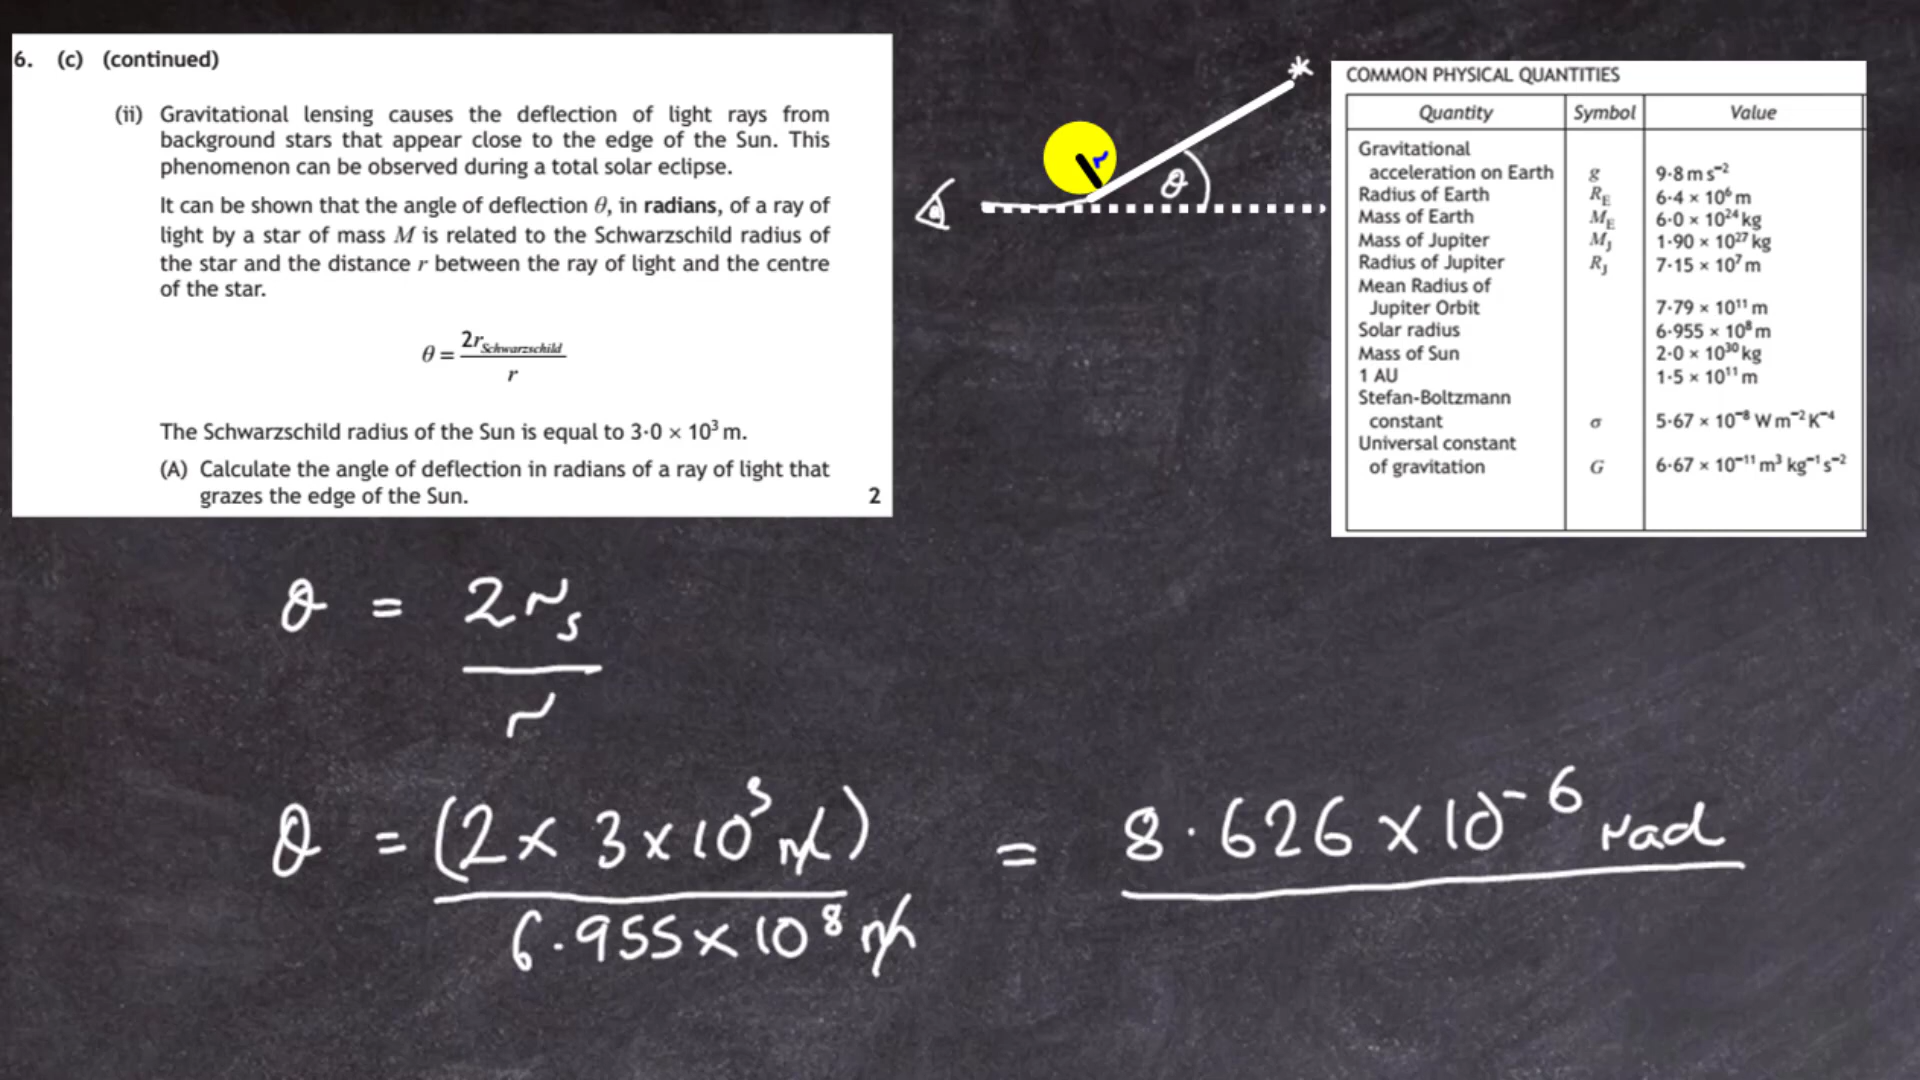 6. (c) (continued)
(ii) Gravitational lensing causes the deflection of light rays from
background stars that appear close to the edge of the Sun. This
phenomenon can be observed during a total solar eclipse.
It can be shown that the angle of deflection θ, in radians, of a ray of
light by a star of mass M is related to the Schwarzschild radius of
the star and the distance r between the ray of light and the centre
of the star.
θ = 2r_Schwarzschild / r
The Schwarzschild radius of the Sun is equal to 3·0 × 10³ m.
(A) Calculate the angle of deflection in radians of a ray of light that
grazes the edge of the Sun. 2
r
θ
COMMON PHYSICAL QUANTITIES
Quantity Symbol Value
Gravitational
acceleration on Earth g 9·8 m s⁻²
Radius of Earth R_E 6·4 × 10⁶ m
Mass of Earth M_E 6·0 × 10²⁴ kg
Mass of Jupiter M_J 1·90 × 10²⁷ kg
Radius of Jupiter R_J 7·15 × 10⁷ m
Mean Radius of
Jupiter Orbit 7·79 × 10¹¹ m
Solar radius 6·955 × 10⁸ m
Mass of Sun 2·0 × 10³⁰ kg
1 AU 1·5 × 10¹¹ m
Stefan-Boltzmann
constant σ 5·67 × 10⁻⁸ W m⁻² K⁻⁴
Universal constant
of gravitation G 6·67 × 10⁻¹¹ m³ kg⁻¹ s⁻²
θ = 2r_s
r
θ = (2 × 3 × 10³ m) = 8.626 × 10⁻⁶ rad
6.955 × 10⁸ m